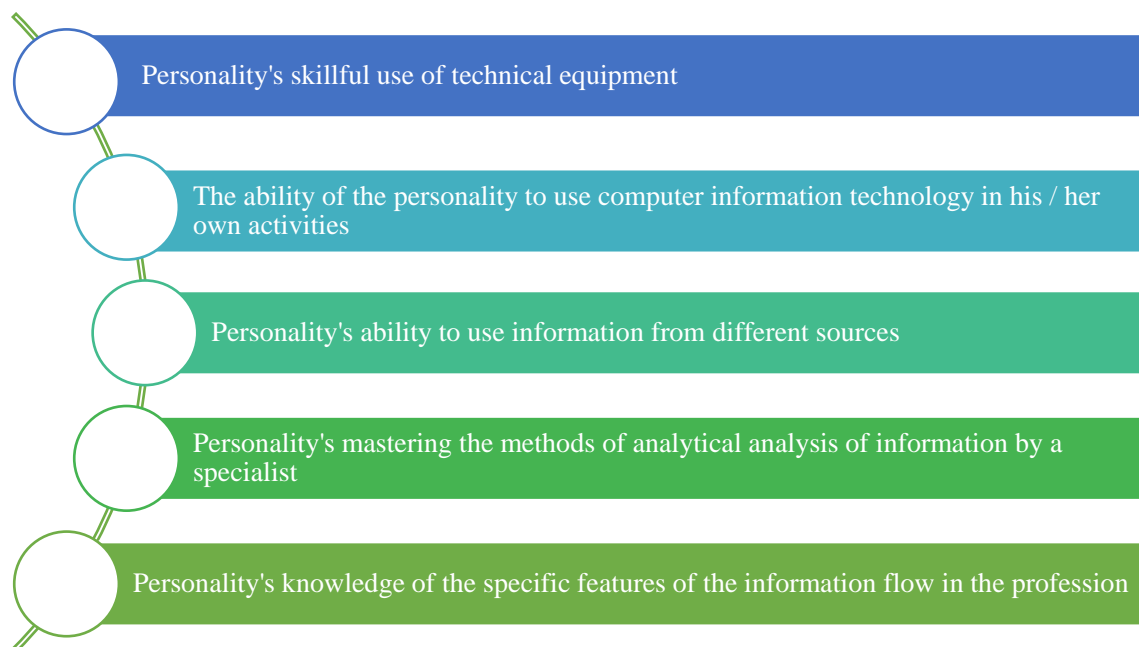 Personality's skillful use of technical equipment
The ability of the personality to use computer information technology in his / her
own activities
Personality's ability to use information from different sources
Personality's mastering the methods of analytical analysis of information by a
specialist
Personality's knowledge of the specific features of the information flow in the profession